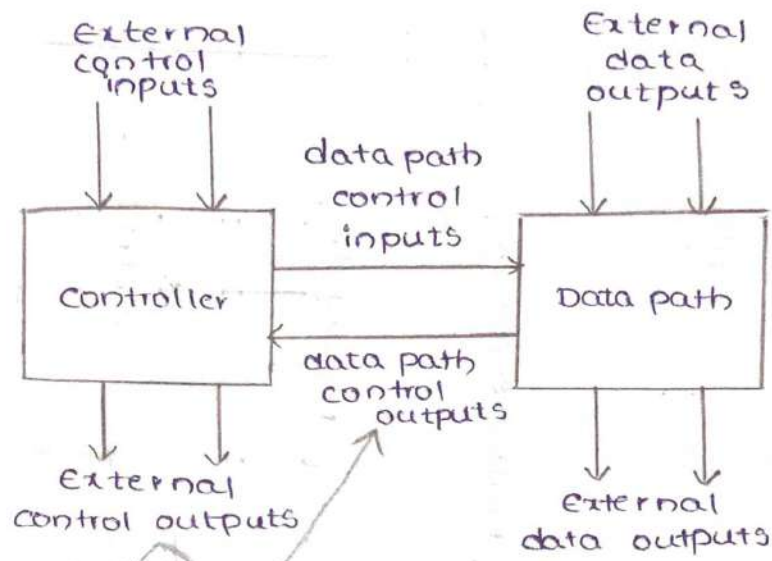 External
control
inputs
External
data
outputs
data path
control
inputs
Controller
Data path
data path
control
outputs
External
control outputs
External
data outputs